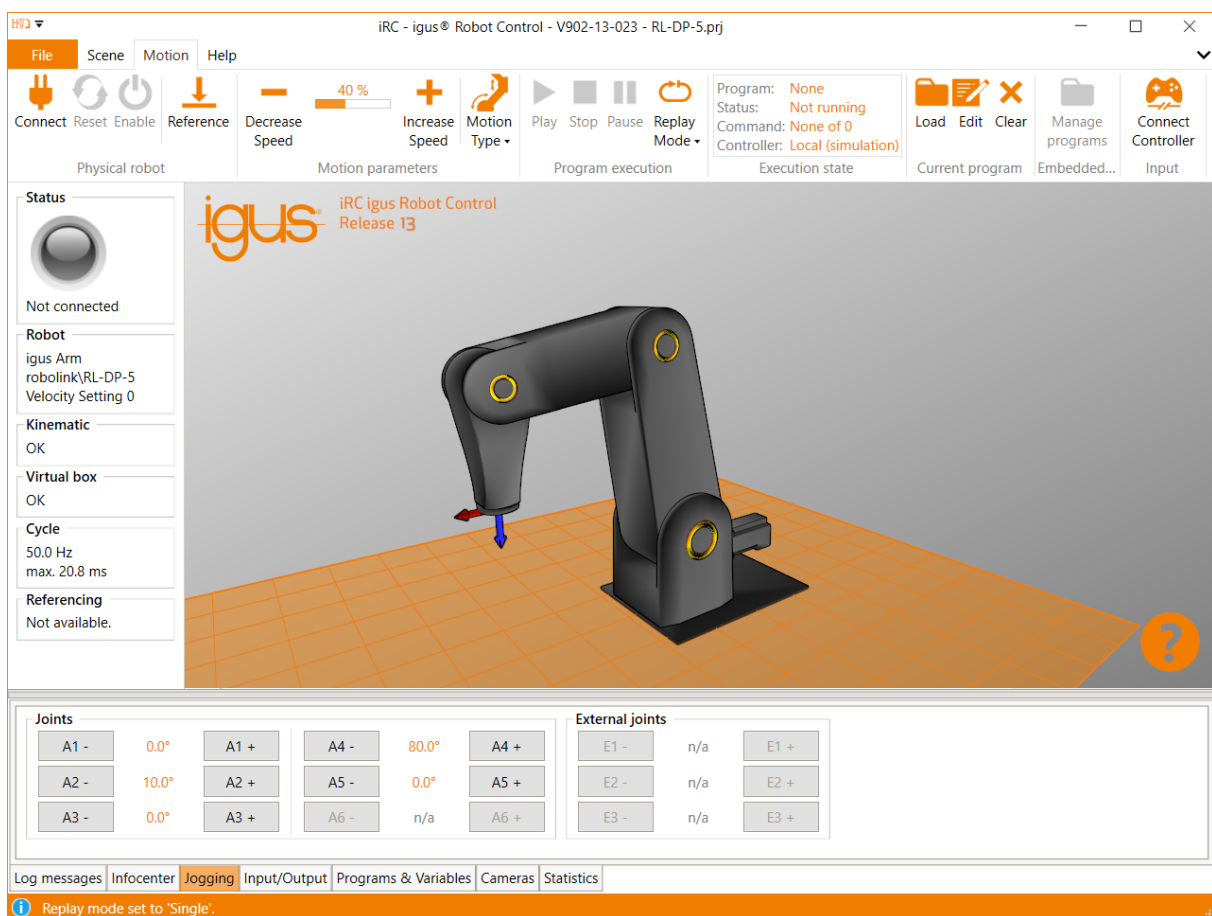 iRC - igus® Robot Control - V902-13-023 - RL-DP-5.prj
File Scene Motion Help
Connect Reset Enable Reference
Physical robot
Decrease Speed
40 %
Increase Speed
Motion Type
Motion parameters
Play Stop Pause Replay Mode
Program execution
Program: None
Status: Not running
Command: None of 0
Controller: Local (simulation)
Execution state
Load Edit Clear
Current program
Manage programs
Embedded...
Connect Controller
Input
Status
Not connected
Robot
igus Arm
robolink\RL-DP-5
Velocity Setting 0
Kinematic
OK
Virtual box
OK
Cycle
50.0 Hz
max. 20.8 ms
Referencing
Not available.
igus®
iRC igus Robot Control
Release 13
?
Joints
A1 - 0.0° A1 + A4 - 80.0° A4 +
A2 - 10.0° A2 + A5 - 0.0° A5 +
A3 - 0.0° A3 + A6 - n/a A6 +
External joints
E1 - n/a E1 +
E2 - n/a E2 +
E3 - n/a E3 +
Log messages Infocenter Jogging Input/Output Programs & Variables Cameras Statistics
Replay mode set to 'Single'.